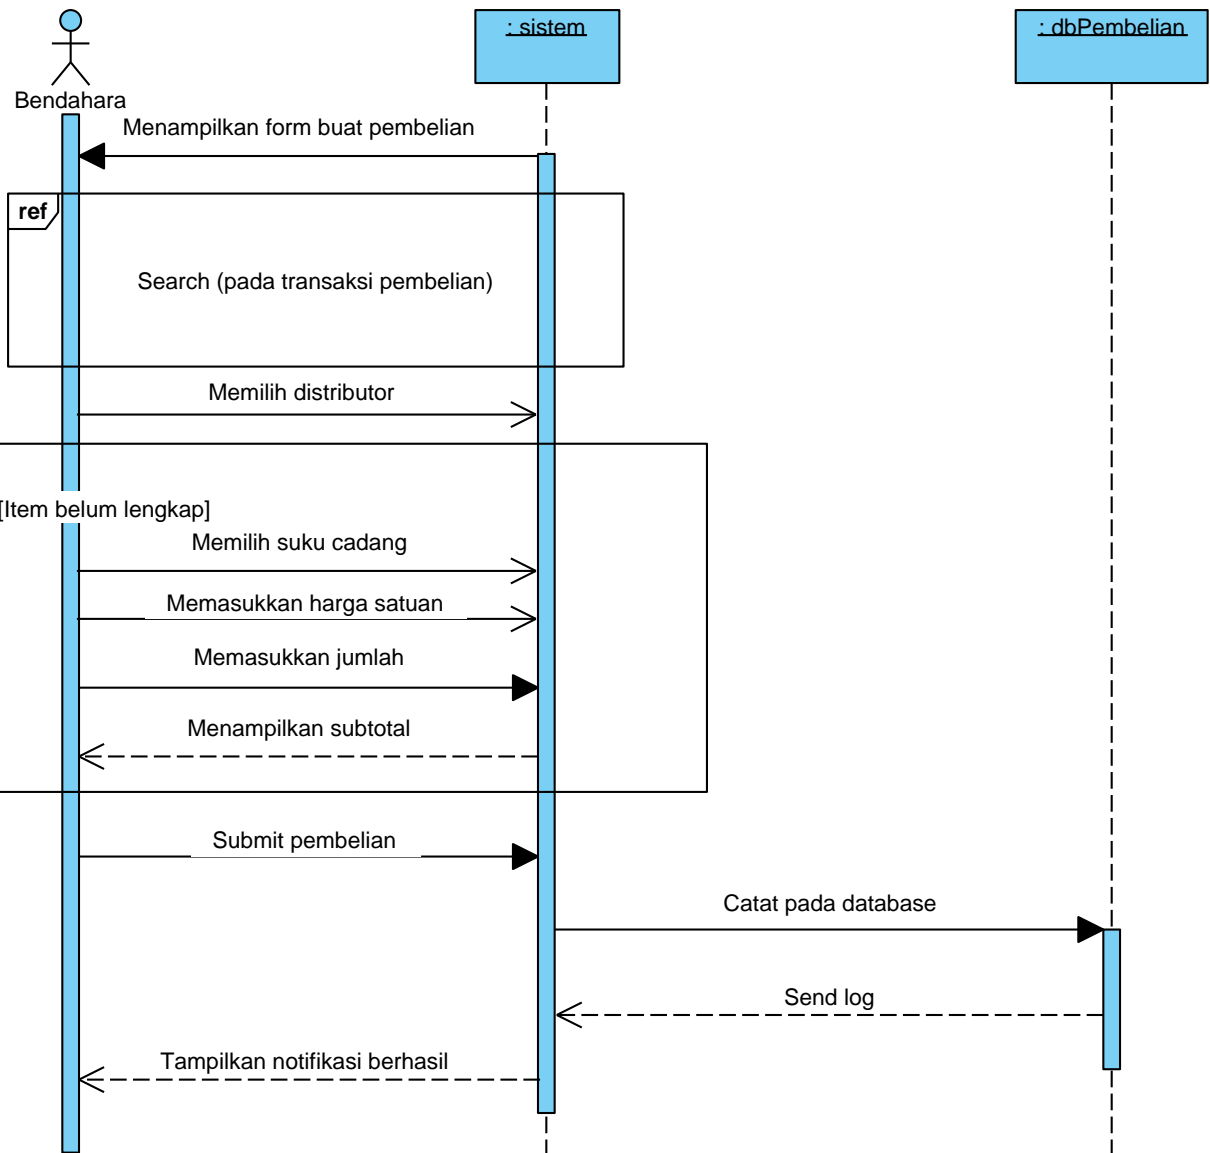 : sistem
: dbPembelian
Bendahara
Menampilkan form buat pembelian
ref
Search (pada transaksi pembelian)
Memilih distributor
[Item belum lengkap]
Memilih suku cadang
Memasukkan harga satuan
Memasukkan jumlah
Menampilkan subtotal
Submit pembelian
Catat pada database
Send log
Tampilkan notifikasi berhasil